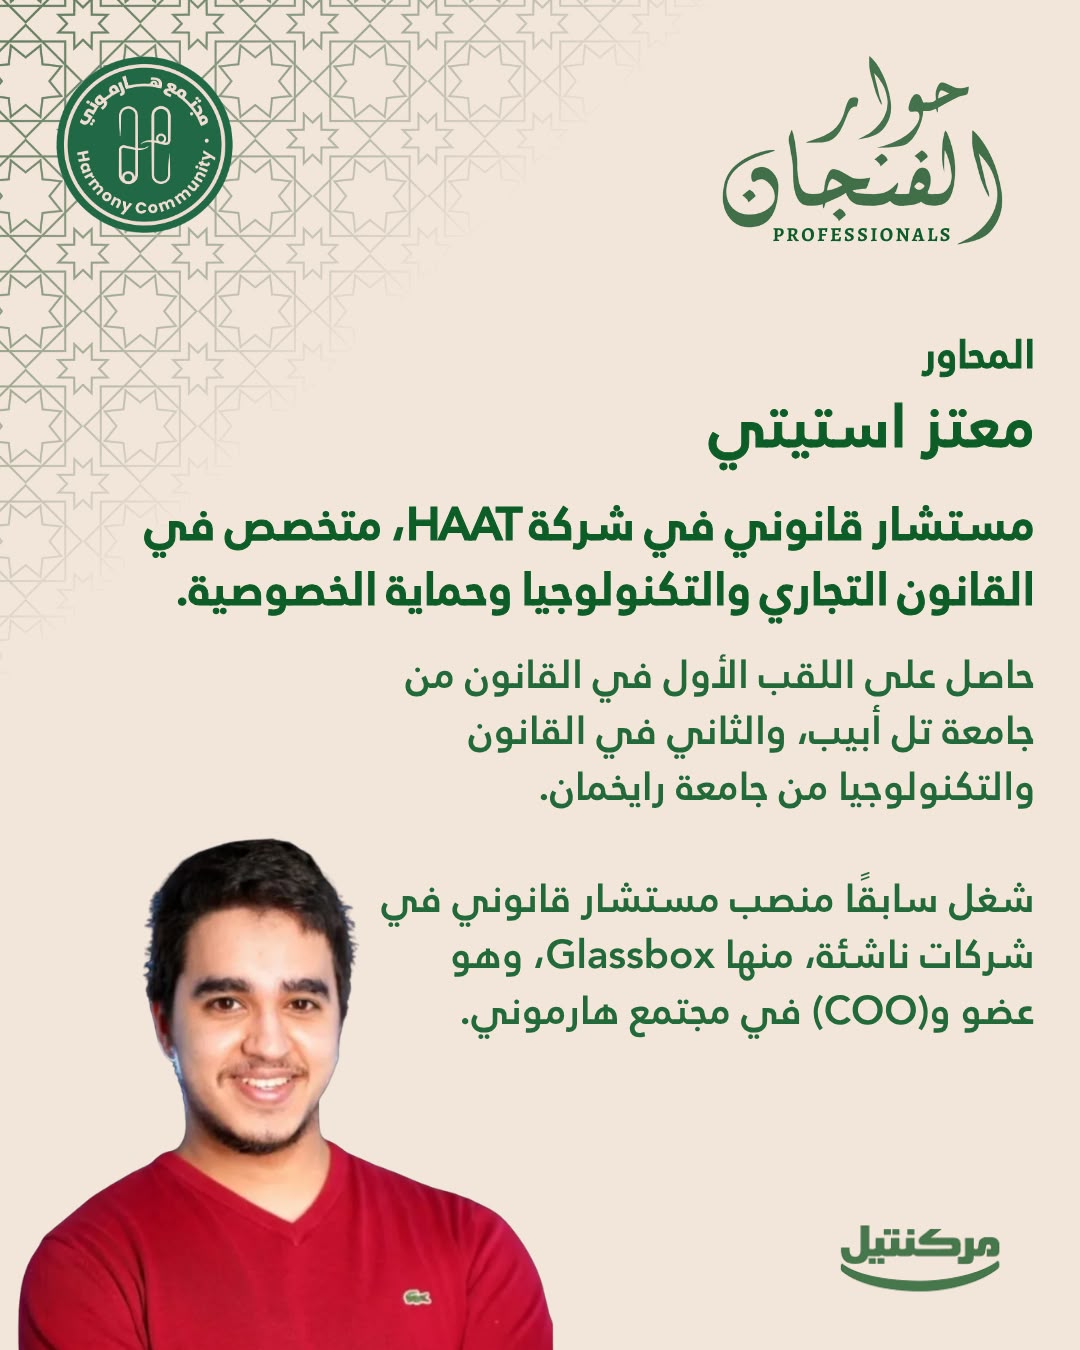 مجتمع هارموني
Harmony Community
حوار
الفنجان
PROFESSIONALS
المحاور
معتز استيتي
مستشار قانوني في شركة HAAT، متخصص في
القانون التجاري والتكنولوجيا وحماية الخصوصية.
حاصل على اللقب الأول في القانون من
جامعة تل أبيب، والثاني في القانون
والتكنولوجيا من جامعة رايخمان.
شغل سابقًا منصب مستشار قانوني في
شركات ناشئة، منها Glassbox، وهو
عضو و(COO) في مجتمع هارموني.
مركنتيل